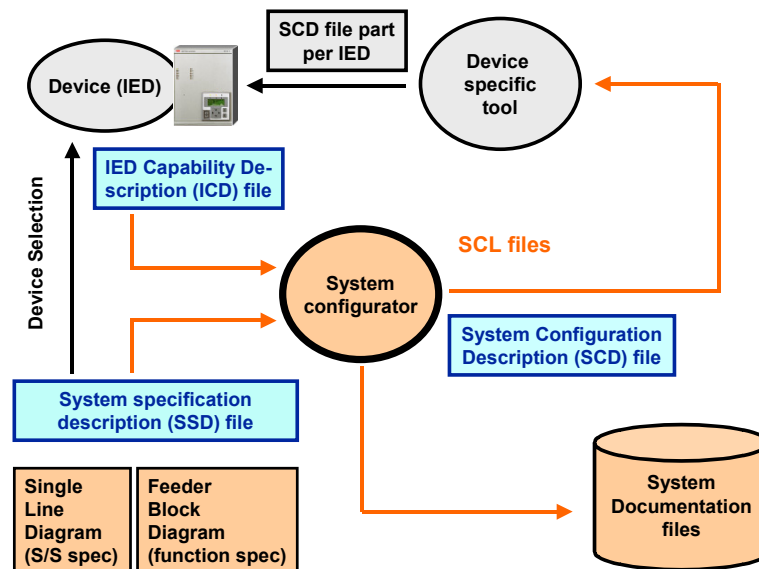 SCD file part
per IED
Device (IED)
Device
specific
tool
IED Capability De-
scription (ICD) file
Device Selection
SCL files
System
configurator
System Configuration
Description (SCD) file
System specification
description (SSD) file
Single
Line
Diagram
(S/S spec)
Feeder
Block
Diagram
(function spec)
System
Documentation
files